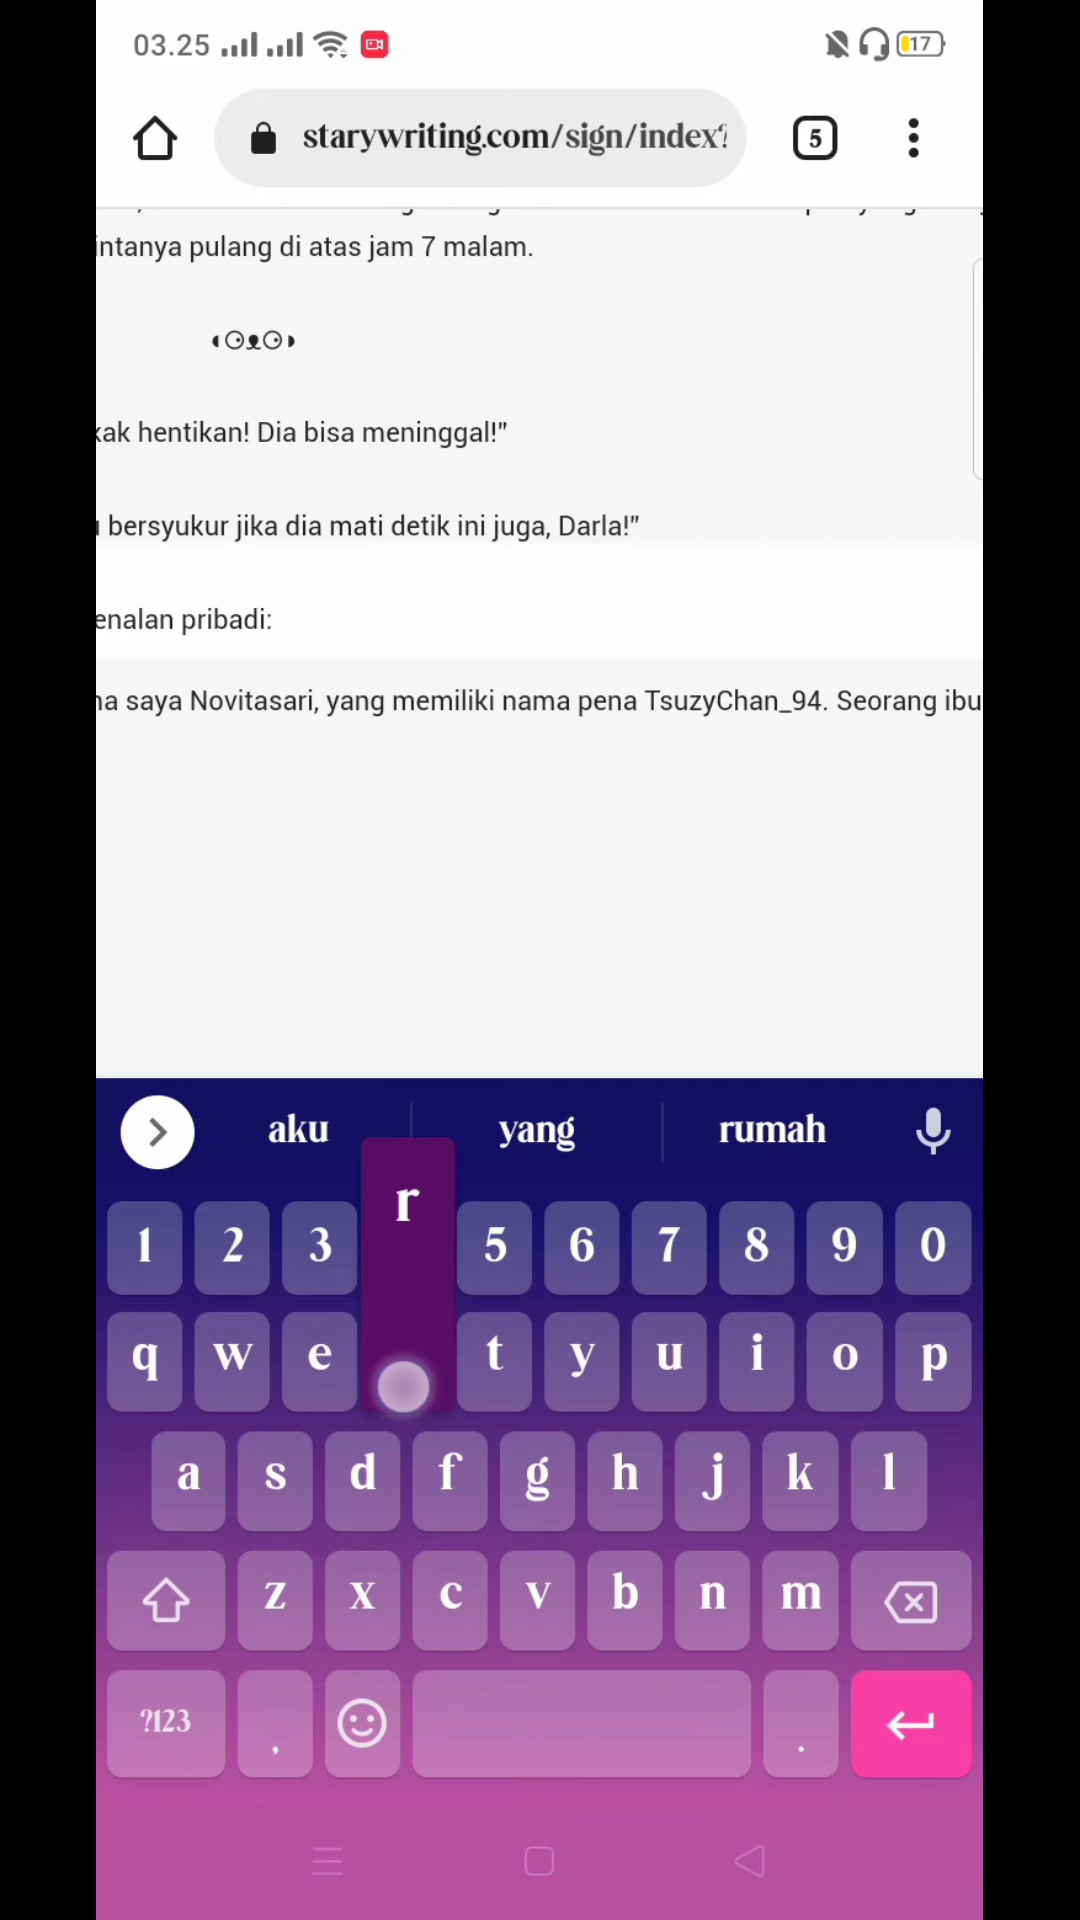 03.25
17
starywriting.com/sign/index?
5
intanya pulang di atas jam 7 malam.
kak hentikan! Dia bisa meninggal!"
bersyukur jika dia mati detik ini juga, Darla!"
enalan pribadi:
saya Novitasari, yang memiliki nama pena TsuzyChan_94. Seorang ibu
aku yang rumah
r
1 2 3 5 6 7 8 9 0
q w e t y u i o p
a s d f g h j k l
z x c v b n m
?123 , .